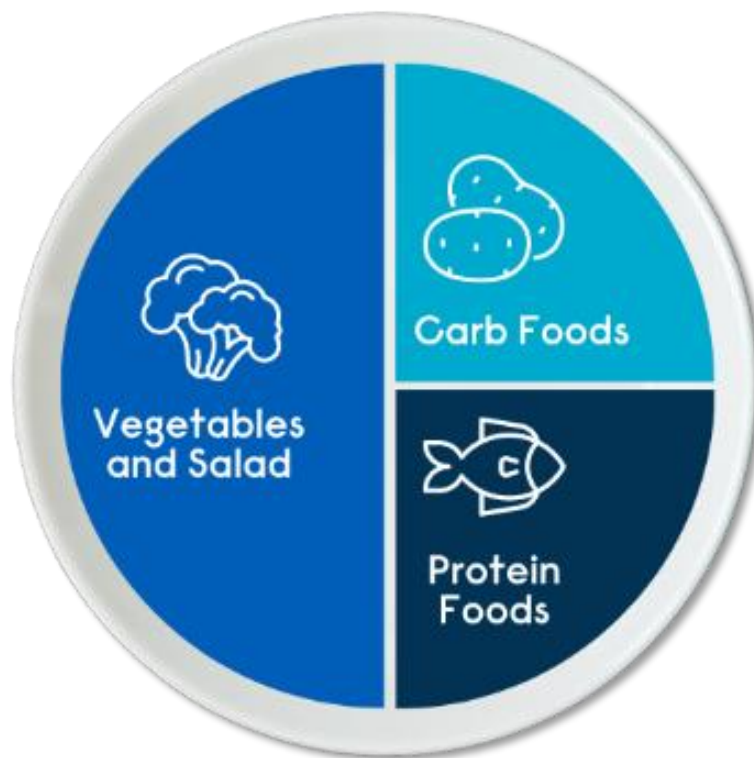 Vegetables
and Salad
Carb Foods
Protein
Foods